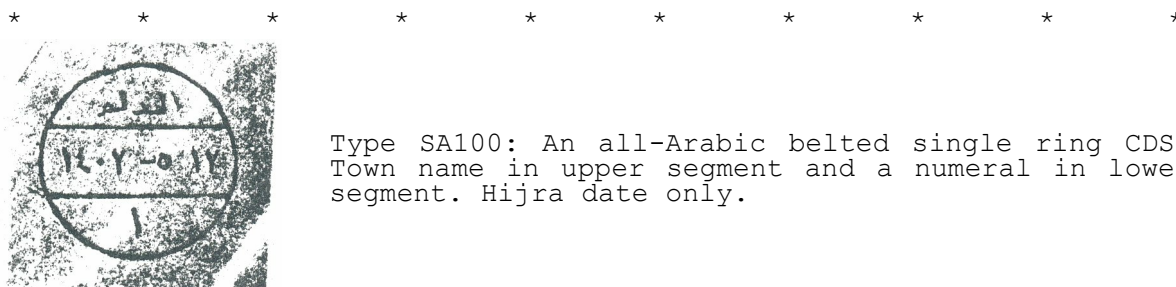 * * * * * * * * * *
الدلم
١٤٠٢-٥ ١٢
١
Type SA100: An all-Arabic belted single ring CDS
Town name in upper segment and a numeral in lowe
segment. Hijra date only.